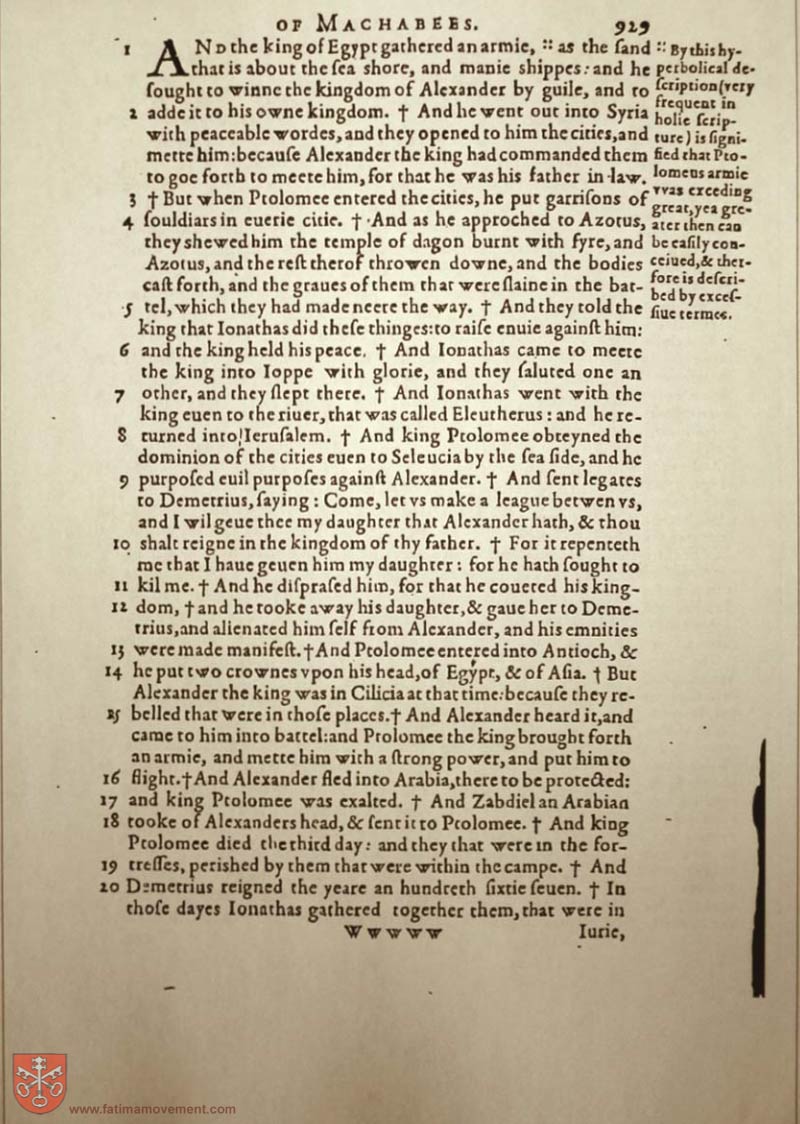 OF MACHABEES. 929
1 AND the king of Egypt gathered an armie, :: as the ſand
that is about the ſea shore, and manie shippes: and he
ſought to winne the kingdom of Alexander by guile, and to
2 adde it to his owne kingdom. † And he went out into Syria
with peaceable wordes, and they opened to him the cities, and
mette him: becauſe Alexander the king had commanded them
to goe forth to meete him, for that he was his father in law.
3 † But when Ptolomee entered the cities, he put garriſons of
4 ſouldiars in euerie citie. † And as he approched to Azotus,
they shewed him the temple of dagon burnt with fyre, and
Azotus, and the reſt therof throwen downe, and the bodies
caſt forth, and the graues of them that were ſlaine in the bat-
5 tel, which they had made neere the way. † And they told the
king that Ionathas did theſe thinges: to raiſe enuie againſt him:
6 and the king held his peace. † And Ionathas came to meete
the king into Ioppe with glorie, and they ſaluted one an
7 other, and they ſlept there. † And Ionathas went with the
king euen to the riuer, that was called Eleutherus: and he re-
8 turned into Ieruſalem. † And king Ptolomee obteyned the
dominion of the cities euen to Seleucia by the ſea ſide, and he
9 purpoſed euil purpoſes againſt Alexander. † And ſent legates
to Demetrius, ſaying: Come, let vs make a league betwen vs,
and I wil geue thee my daughter that Alexander hath, & thou
10 shalt reigne in the kingdom of thy father. † For it repenteth
me that I haue geuen him my daughter: for he hath ſought to
11 kil me. † And he diſpraſed him, for that he coueted his king-
12 dom, † and he tooke away his daughter, & gaue her to Deme-
trius, and alienated him ſelf from Alexander, and his emnities
13 were made manifeſt. † And Ptolomee entered into Antioch, &
14 he put two crownes vpon his head, of Egypt, & of Aſia. † But
Alexander the king was in Cilicia at that time: becauſe they re-
15 belled that were in thoſe places. † And Alexander heard it, and
came to him into battel: and Ptolomee the king brought forth
an armie, and mette him with a ſtrong power, and put him to
16 flight. † And Alexander fled into Arabia, there to be protected:
17 and king Ptolomee was exalted. † And Zabdiel an Arabian
18 tooke of Alexanders head, & ſent it to Ptolomee. † And king
Ptolomee died the third day: and they that were in the for-
19 treſſes, perished by them that were within the campe. † And
20 Demetrius reigned the yeare an hundreth ſixtie ſeuen. † In
thoſe dayes Ionathas gathered together them, that were in
Wwwww Iurie,
:: By this hy-
perbolical de-
ſcription (very
frequent in
holie ſcrip-
ture) is ſigni-
fied that Pto-
lomeus armie
vvas exceding
great, yea gre-
ater then can
be eaſily con-
ceiued, & ther-
fore is deſcri-
bed by exceſ-
ſiue termes.
www.fatimamovement.com